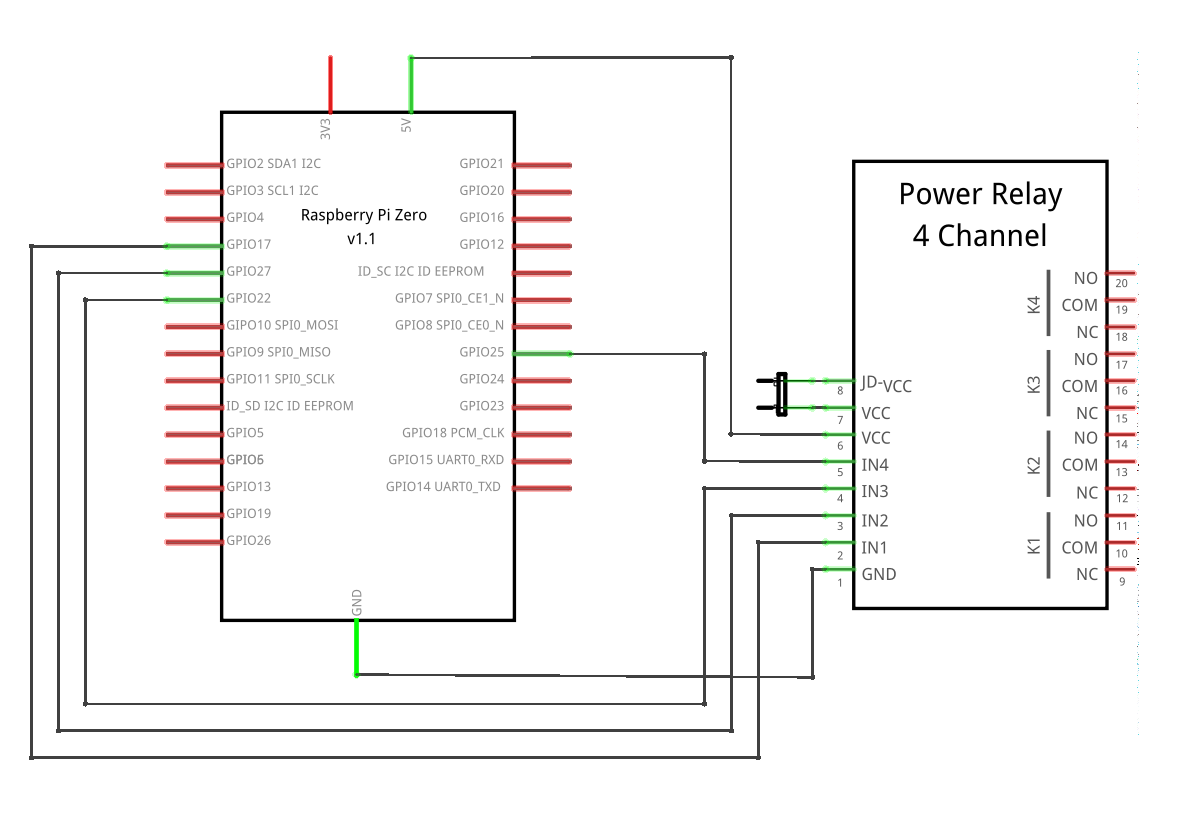 3V3
5V
GPIO2 SDA1 I2C
GPIO3 SCL1 I2C
GPIO4
GPIO17
GPIO27
GPIO22
GIPO10 SPI0_MOSI
GPIO9 SPI0_MISO
GPIO11 SPI0_SCLK
ID_SD I2C ID EEPROM
GPIO5
GPIO6
GPIO13
GPIO19
GPIO26
Raspberry Pi Zero
v1.1
GPIO21
GPIO20
GPIO16
GPIO12
ID_SC I2C ID EEPROM
GPIO7 SPI0_CE1_N
GPIO8 SPI0_CE0_N
GPIO25
GPIO24
GPIO23
GPIO18 PCM_CLK
GPIO15 UART0_RXD
GPIO14 UART0_TXD
GND
Power Relay
4 Channel
8 JD-VCC
7 VCC
6 VCC
5 IN4
4 IN3
3 IN2
2 IN1
1 GND
K4
NO 20
COM 19
NC 18
K3
NO 17
COM 16
NC 15
K2
NO 14
COM 13
NC 12
K1
NO 11
COM 10
NC 9